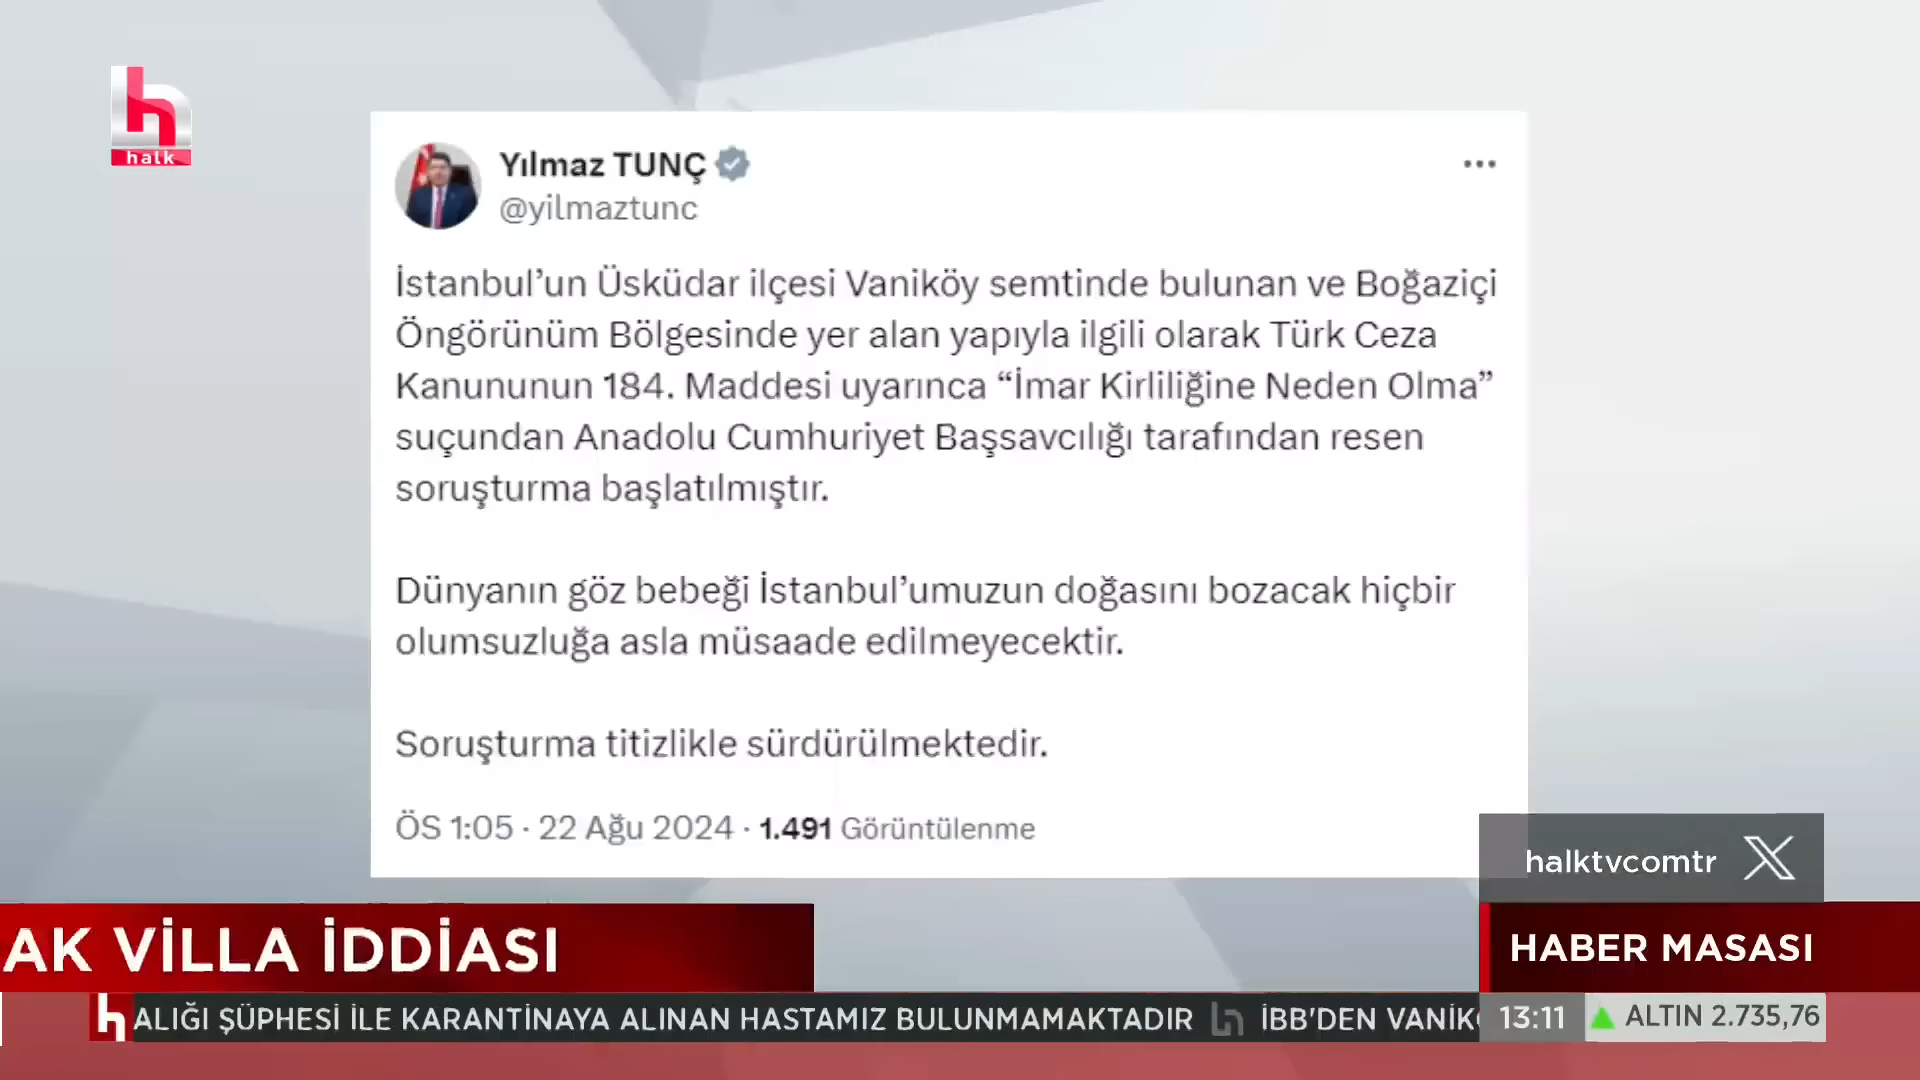 halk
Yılmaz TUNÇ
@yilmaztunc
İstanbul’un Üsküdar ilçesi Vaniköy semtinde bulunan ve Boğaziçi
Öngörünüm Bölgesinde yer alan yapıyla ilgili olarak Türk Ceza
Kanununun 184. Maddesi uyarınca “İmar Kirliliğine Neden Olma”
suçundan Anadolu Cumhuriyet Başsavcılığı tarafından resen
soruşturma başlatılmıştır.
Dünyanın göz bebeği İstanbul’umuzun doğasını bozacak hiçbir
olumsuzluğa asla müsaade edilmeyecektir.
Soruşturma titizlikle sürdürülmektedir.
ÖS 1:05 · 22 Ağu 2024 · 1.491 Görüntülenme
halktvcomtr X
AK VİLLA İDDİASI
HABER MASASI
ALIĞI ŞÜPHESİ İLE KARANTİNAYA ALINAN HASTAMIZ BULUNMAMAKTADIR İBB'DEN VANİK
13:11
ALTIN 2.735,76